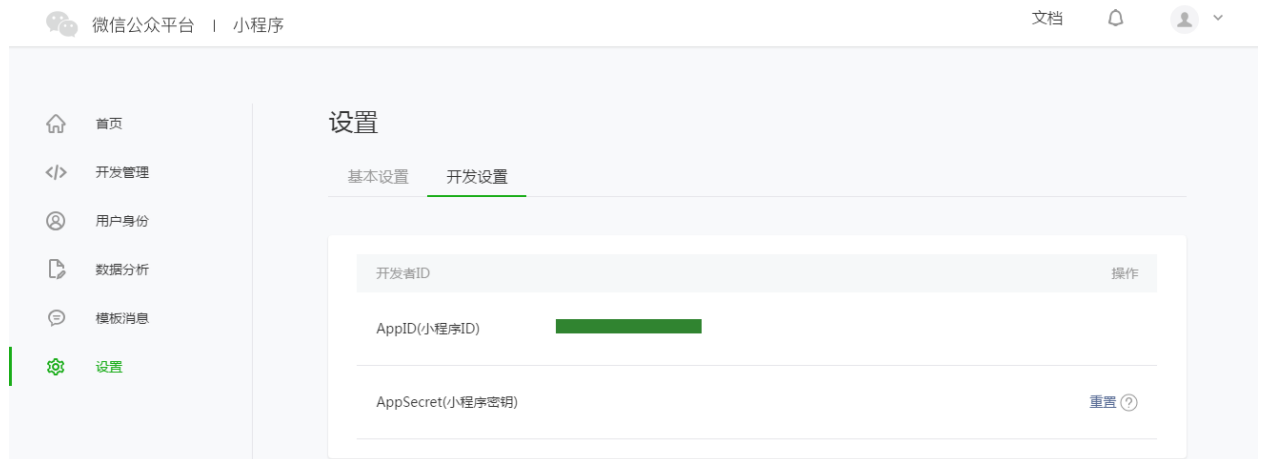 微信公众平台 | 小程序
文档
首页
开发管理
用户身份
数据分析
模板消息
设置
设置
基本设置 开发设置
开发者ID 操作
AppID(小程序ID)
AppSecret(小程序密钥) 重置 ?